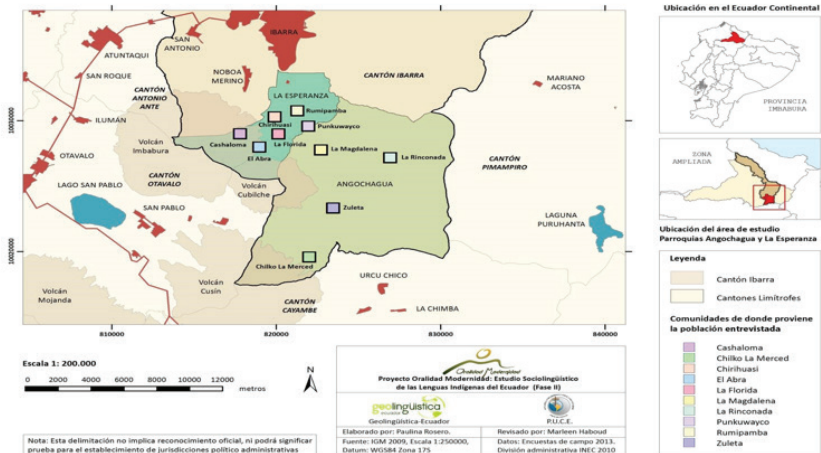 Ubicación en el Ecuador Continental
PROVINCIA
IMBABURA
ZONA
AMPLIADA
Ubicación del área de estudio
Parroquias Angochagua y La Esperanza
Leyenda
Cantón Ibarra
Cantones Limítrofes
Comunidades de donde proviene
la población entrevistada
Cashaloma
Chilko La Merced
Chirihuasi
El Abra
La Florida
La Magdalena
La Rinconada
Punkuwayco
Rumipamba
Zuleta
SAN
ANTONIO
IBARRA
ATUNTAQUI
SAN ROQUE
NOBOA
MERINO
CANTÓN IBARRA
MARIANO
ACOSTA
CANTÓN
ANTONIO
ANTE
LA ESPERANZA
Rumipamba
Chirihuasi
Punkuwayco
ILUMÁN
Volcán
Imbabura
Cashaloma
La Florida
El Abra
La Magdalena
La Rinconada
OTAVALO
CANTÓN
OTAVALO
Volcán
Cubilche
ANGOCHAGUA
CANTÓN
PIMAMPIRO
LAGO SAN PABLO
SAN PABLO
Zuleta
LAGUNA
PURUHANTA
Chilko La Merced
Volcán
Mojanda
Volcán
Cusín
CANTÓN
CAYAMBE
URCU CHICO
LA CHIMBA
810000
820000
830000
840000
Escala 1: 200.000
0 2000 4000 6000 8000 10000 12000
metros
N
Oralidad Modernidad
Proyecto Oralidad Modernidad: Estudio Sociolingüístico
de las Lenguas Indígenas del Ecuador (Fase II)
geolingüística
Geolingüística-Ecuador
P.U.C.E.
Elaborado por: Paulina Rosero.
Revisado por: Marleen Haboud
Fuente: IGM 2009, Escala 1:250000,
Datum: WGS84 Zona 17S
Datos: Encuestas de campo 2013.
División administrativa INEC 2010
Nota: Esta delimitación no implica reconocimiento oficial, ni podrá significar
prueba para el establecimiento de jurisdicciones político administrativas